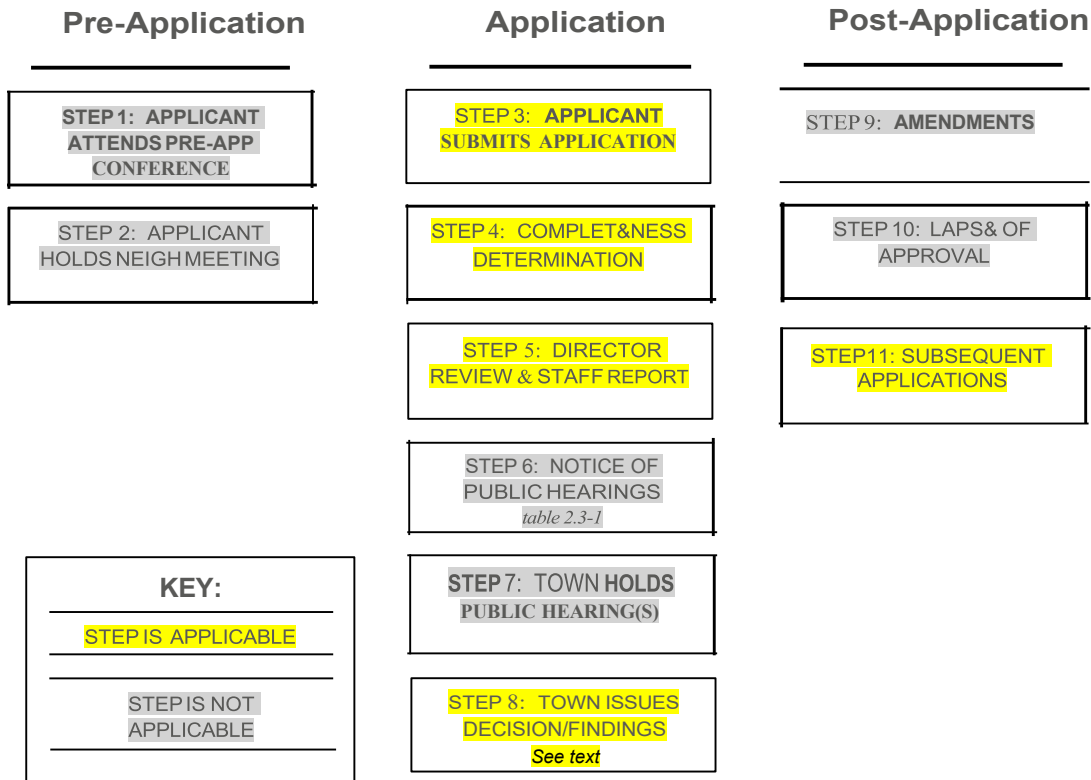 Pre-Application
STEP 1: APPLICANT
ATTENDS PRE-APP
CONFERENCE
STEP 2: APPLICANT
HOLDS NEIGH MEETING
KEY:
STEP IS APPLICABLE
STEP IS NOT
APPLICABLE
Application
STEP 3: APPLICANT
SUBMITS APPLICATION
STEP 4: COMPLET&NESS
DETERMINATION
STEP 5: DIRECTOR
REVIEW & STAFF REPORT
STEP 6: NOTICE OF
PUBLIC HEARINGS
table 2.3-1
STEP 7: TOWN HOLDS
PUBLIC HEARING(S)
STEP 8: TOWN ISSUES
DECISION/FINDINGS
See text
Post-Application
STEP 9: AMENDMENTS
STEP 10: LAPS& OF
APPROVAL
STEP11: SUBSEQUENT
APPLICATIONS